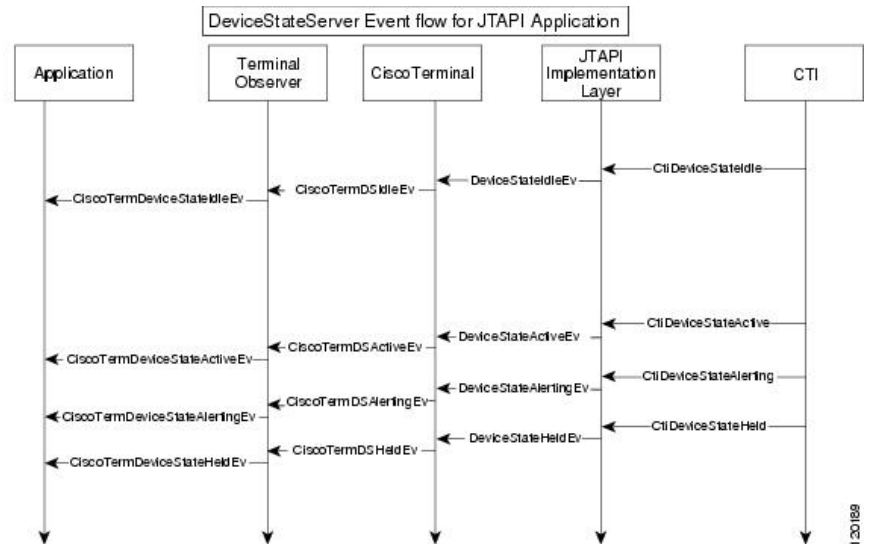 DeviceStateServer Event flow for JTAPI Application
Application
Terminal
Observer
CiscoTerminal
JTAPI
Implementation
Layer
CTI
CtiDeviceStateIdle
DeviceStateIdleEv
CiscoTermDSIdleEv
CiscoTermDeviceStateIdleEv
CtiDeviceStateActive
DeviceStateActiveEv
CiscoTermDSActiveEv
CiscoTermDeviceStateActiveEv
CtiDeviceStateAlerting
DeviceStateAlertingEv
CiscoTermDSAlertingEv
CiscoTermDeviceStateAlertingEv
CtiDeviceStateHeld
DeviceStateHeldEv
CiscoTermDSHeldEv
CiscoTermDeviceStateHeldEv
120189